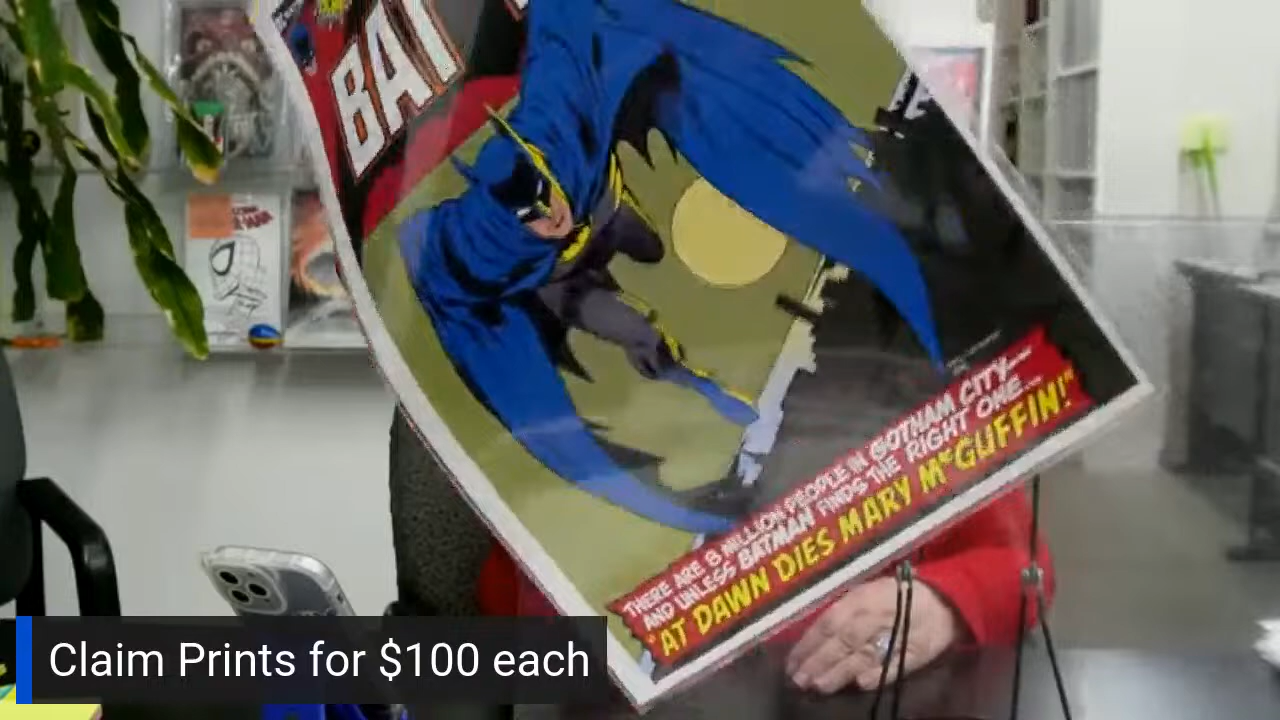 BAT
THERE ARE 8 MILLION PEOPLE IN GOTHAM CITY--
AND UNLESS BATMAN FINDS THE RIGHT ONE...
"AT DAWN DIES MARY McGUFFIN!"
Claim Prints for $100 each